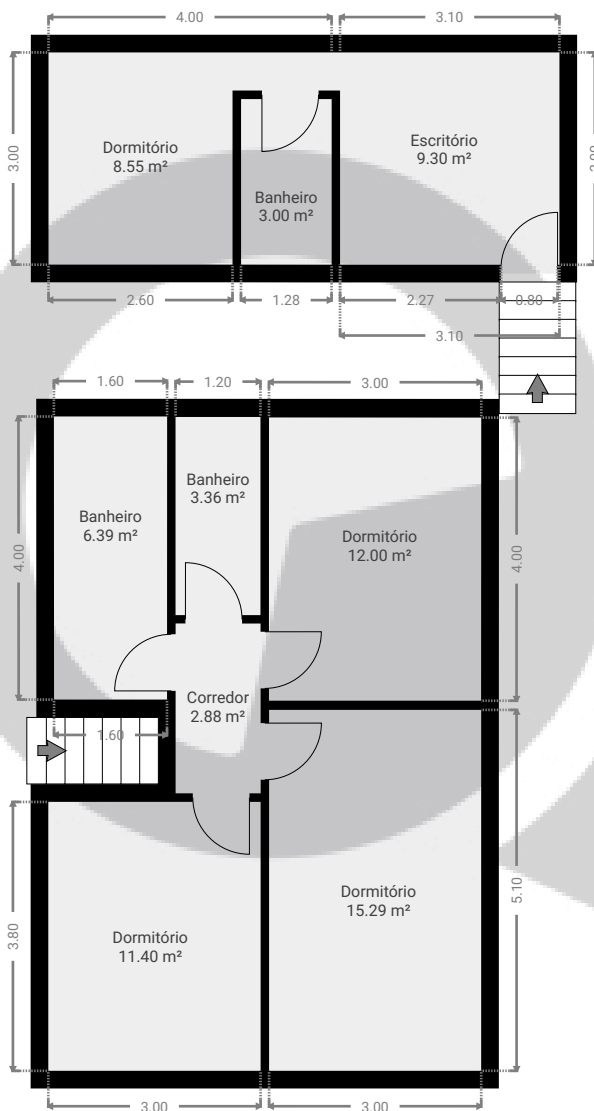 4.00
3.10
3.00
Dormitório
8.55 m²
Escritório
9.30 m²
Banheiro
3.00 m²
2.60
1.28
2.27
0.80
3.10
1.60
1.20
3.00
Banheiro
3.36 m²
Banheiro
6.39 m²
Dormitório
12.00 m²
4.00
4.00
Corredor
2.88 m²
1.60
Dormitório
15.29 m²
5.10
Dormitório
11.40 m²
3.80
3.00
3.00